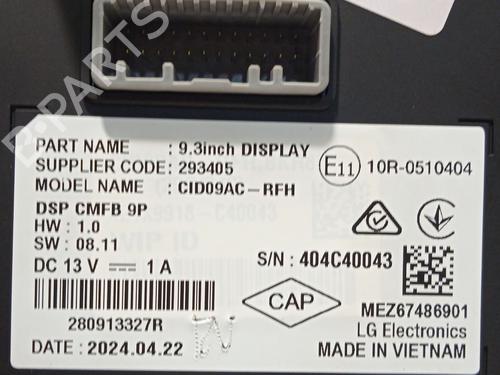 PART NAME : 9.3inch DISPLAY
SUPPLIER CODE: 293405
MODEL NAME : CID09AC-RFH
E11 10R-0510404
DSP CMFB 9P
HW : 1.0
SW : 08.11
DC 13 V 1 A
S/N : 404C40043
280913327R
CAP
MEZ67486901
LG Electronics
DATE : 2024.04.22
MADE IN VIETNAM
B-PARTS